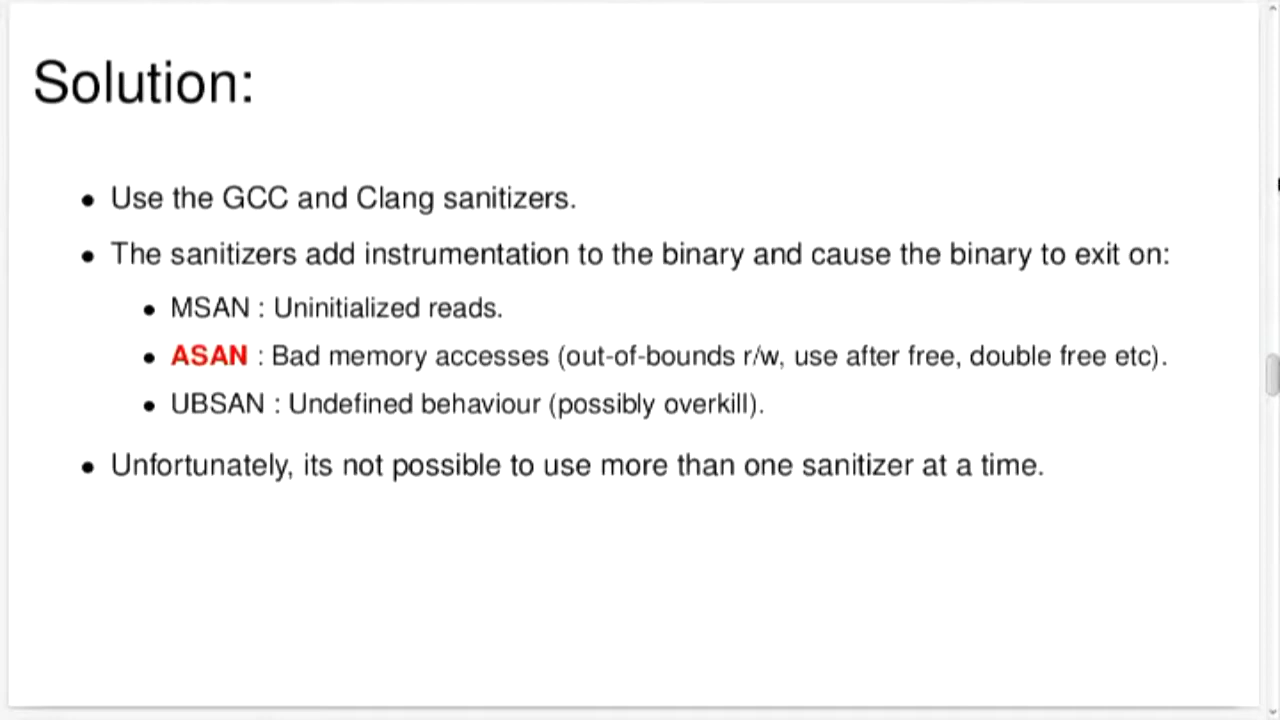 Solution:
• Use the GCC and Clang sanitizers.
• The sanitizers add instrumentation to the binary and cause the binary to exit on:
• MSAN : Uninitialized reads.
• ASAN : Bad memory accesses (out-of-bounds r/w, use after free, double free etc).
• UBSAN : Undefined behaviour (possibly overkill).
• Unfortunately, its not possible to use more than one sanitizer at a time.